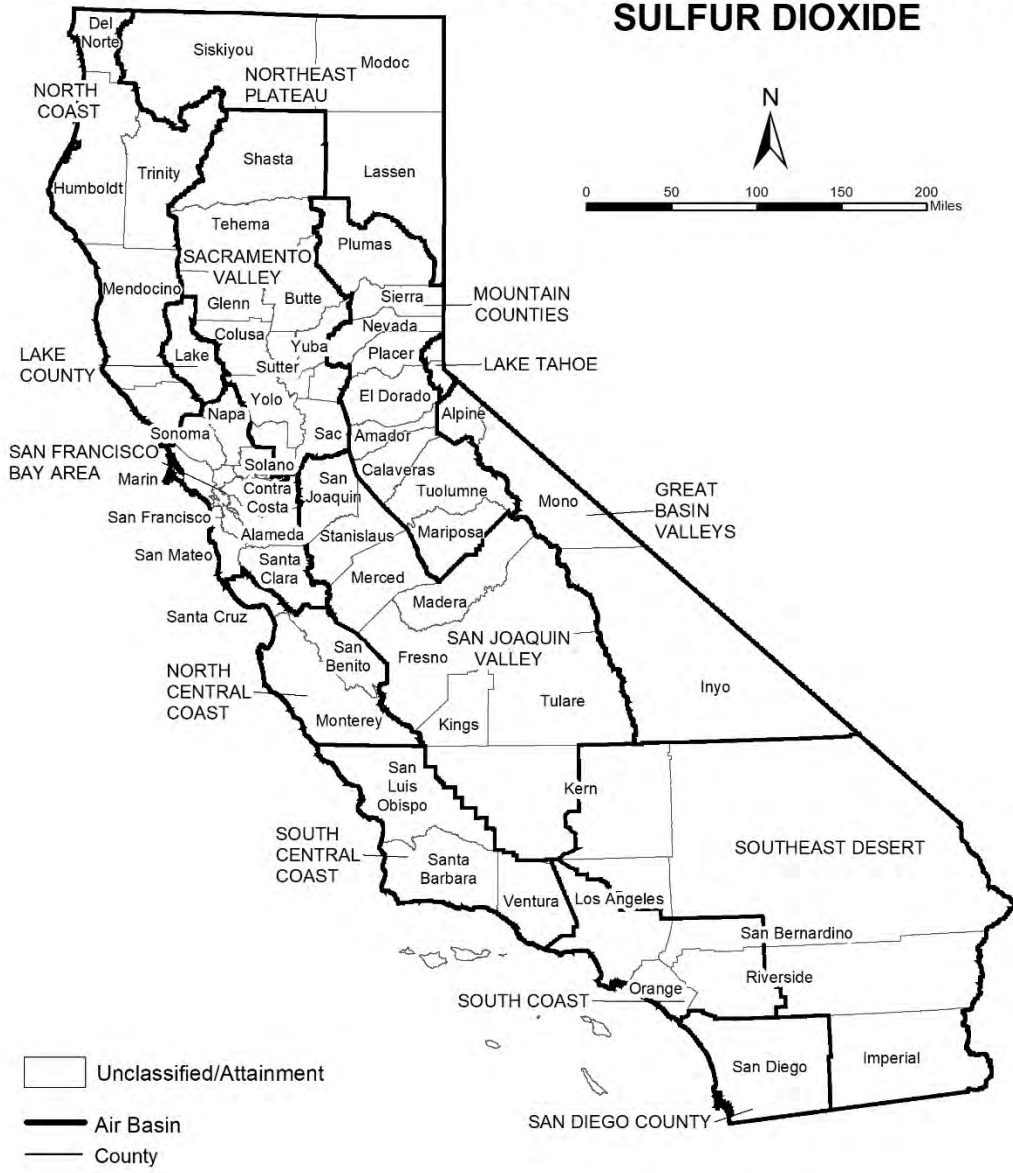 SULFUR DIOXIDE
N
0 50 100 150 200
Miles
Del
Norte
Siskiyou
Modoc
NORTHEAST
PLATEAU
NORTH
COAST
Humboldt
Trinity
Shasta
Lassen
Tehema
Plumas
SACRAMENTO
VALLEY
Mendocino
Glenn
Butte
Sierra
MOUNTAIN
COUNTIES
Nevada
Colusa
Yuba
LAKE
COUNTY
Lake
Sutter
Placer
LAKE TAHOE
Yolo
El Dorado
Napa
Alpine
Sonoma
Sac
Amador
SAN FRANCISCO
BAY AREA
Solano
Calaveras
Marin
Contra
Costa
San
Joaquin
Tuolumne
Mono
GREAT
BASIN
VALLEYS
San Francisco
Alameda
Stanislaus
Mariposa
San Mateo
Santa
Clara
Merced
Madera
Santa Cruz
SAN JOAQUIN
VALLEY
San
Benito
Fresno
NORTH
CENTRAL
COAST
Inyo
Tulare
Monterey
Kings
San
Luis
Obispo
Kern
SOUTH
CENTRAL
COAST
Santa
Barbara
SOUTHEAST DESERT
Ventura
Los Angeles
San Bernardino
Riverside
Orange
SOUTH COAST
San Diego
Imperial
SAN DIEGO COUNTY
Unclassified/Attainment
Air Basin
County